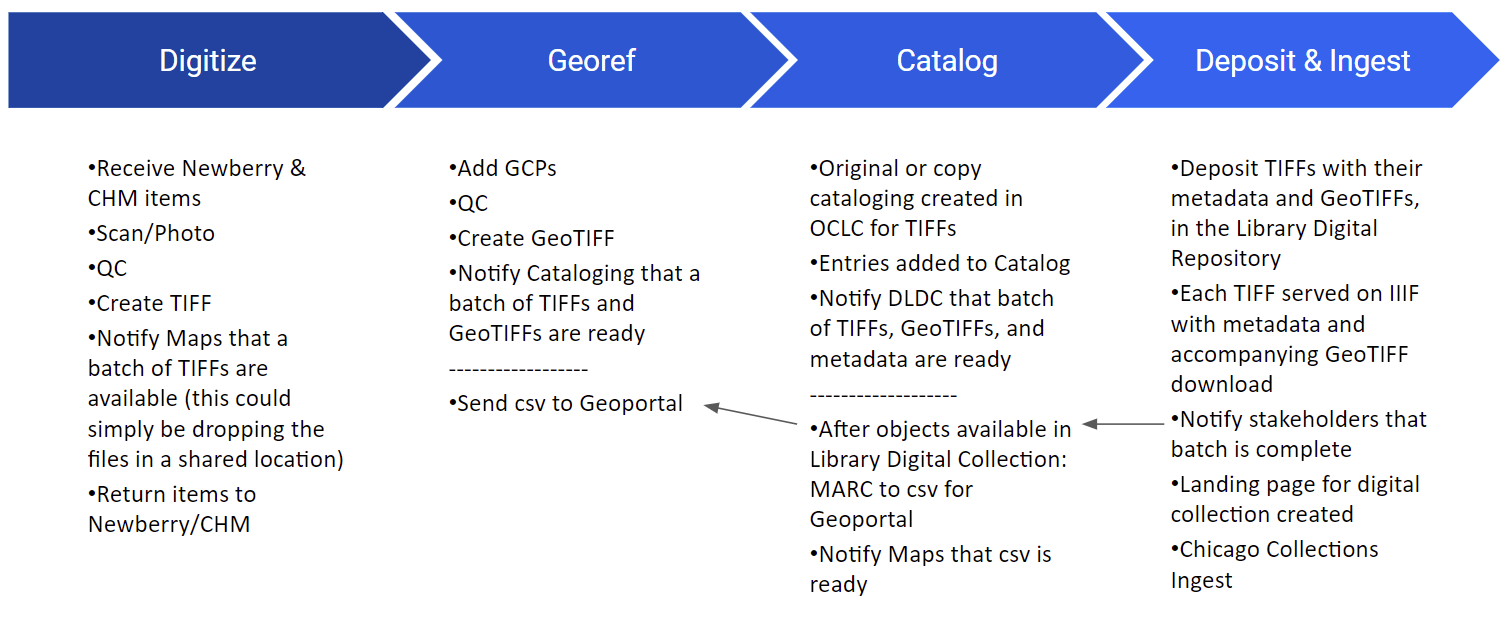 Digitize
Georef
Catalog
Deposit & Ingest
•Receive Newberry &
CHM items
•Scan/Photo
•QC
•Create TIFF
•Notify Maps that a
batch of TIFFs are
available (this could
simply be dropping the
files in a shared location)
•Return items to
Newberry/CHM
•Add GCPs
•QC
•Create GeoTIFF
•Notify Cataloging that a
batch of TIFFs and
GeoTIFFs are ready
------------------
•Send csv to Geoportal
•Original or copy
cataloging created in
OCLC for TIFFs
•Entries added to Catalog
•Notify DLDC that batch
of TIFFs, GeoTIFFs, and
metadata are ready
-------------------
•After objects available in
Library Digital Collection:
MARC to csv for
Geoportal
•Notify Maps that csv is
ready
•Deposit TIFFs with their
metadata and GeoTIFFs,
in the Library Digital
Repository
•Each TIFF served on IIIF
with metadata and
accompanying GeoTIFF
download
•Notify stakeholders that
batch is complete
•Landing page for digital
collection created
•Chicago Collections
Ingest